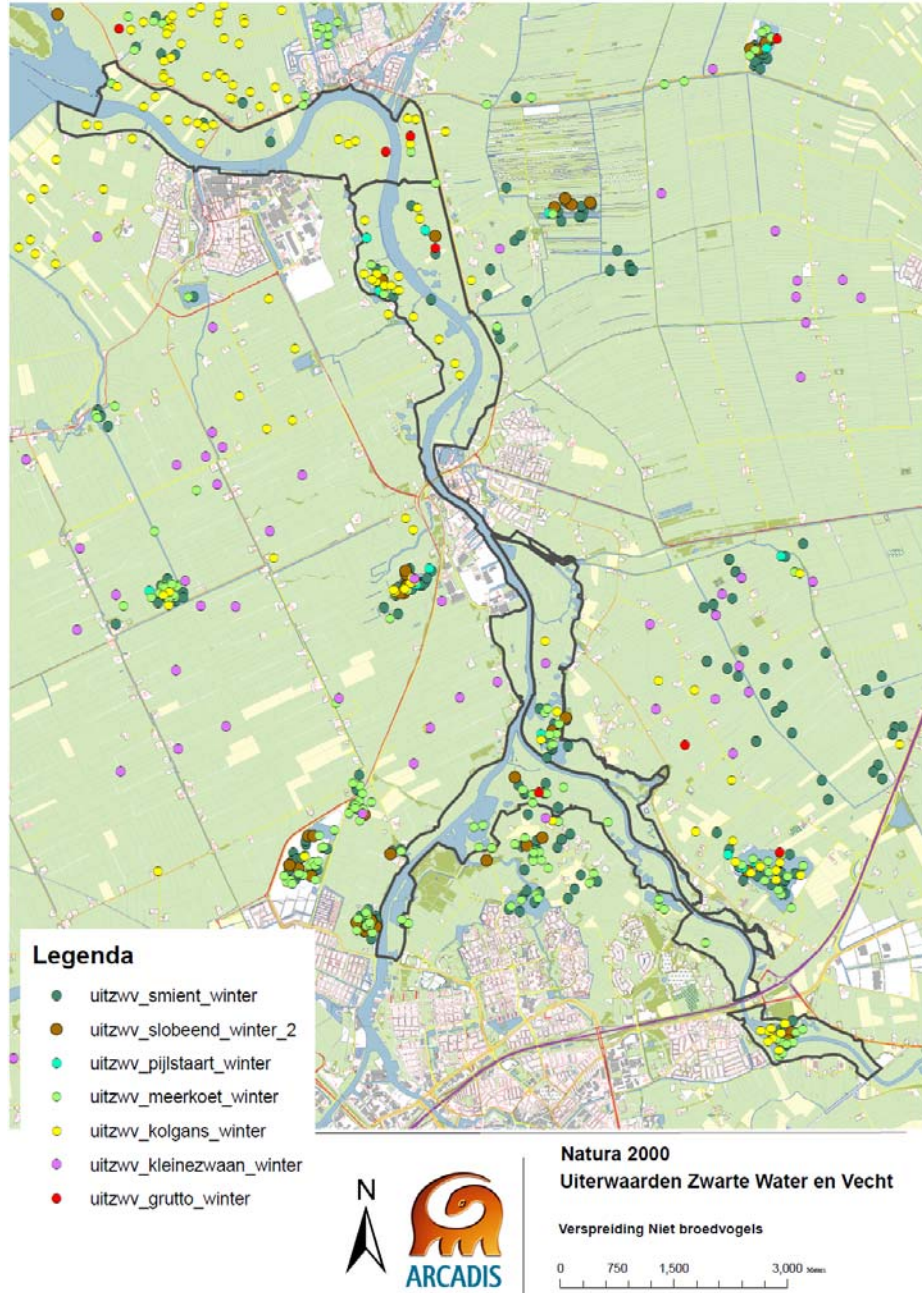 Legenda
uitzwv_smient_winter
uitzwv_slobeend_winter_2
uitzwv_pijlstaart_winter
uitzwv_meerkoet_winter
uitzwv_kolgans_winter
uitzwv_kleinezwaan_winter
uitzwv_grutto_winter
N
ARCADIS
Natura 2000
Uiterwaarden Zwarte Water en Vecht
Verspreiding Niet broedvogels
0 750 1,500 3,000